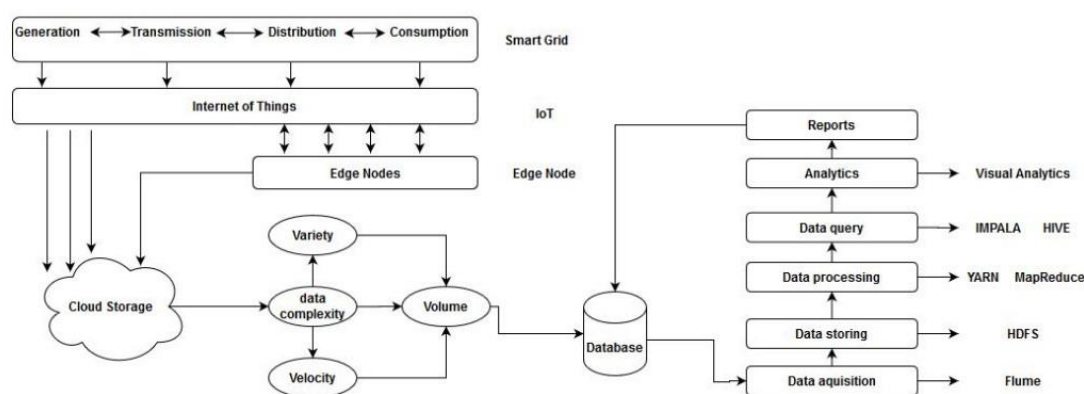 Generation Transmission Distribution Consumption
Smart Grid
Internet of Things
IoT
Edge Nodes
Edge Node
Reports
Analytics
Visual Analytics
Variety
Data query
IMPALA HIVE
Cloud Storage
data
complexity
Volume
Data processing
YARN MapReduce
Database
Data storing
HDFS
Velocity
Data aquisition
Flume